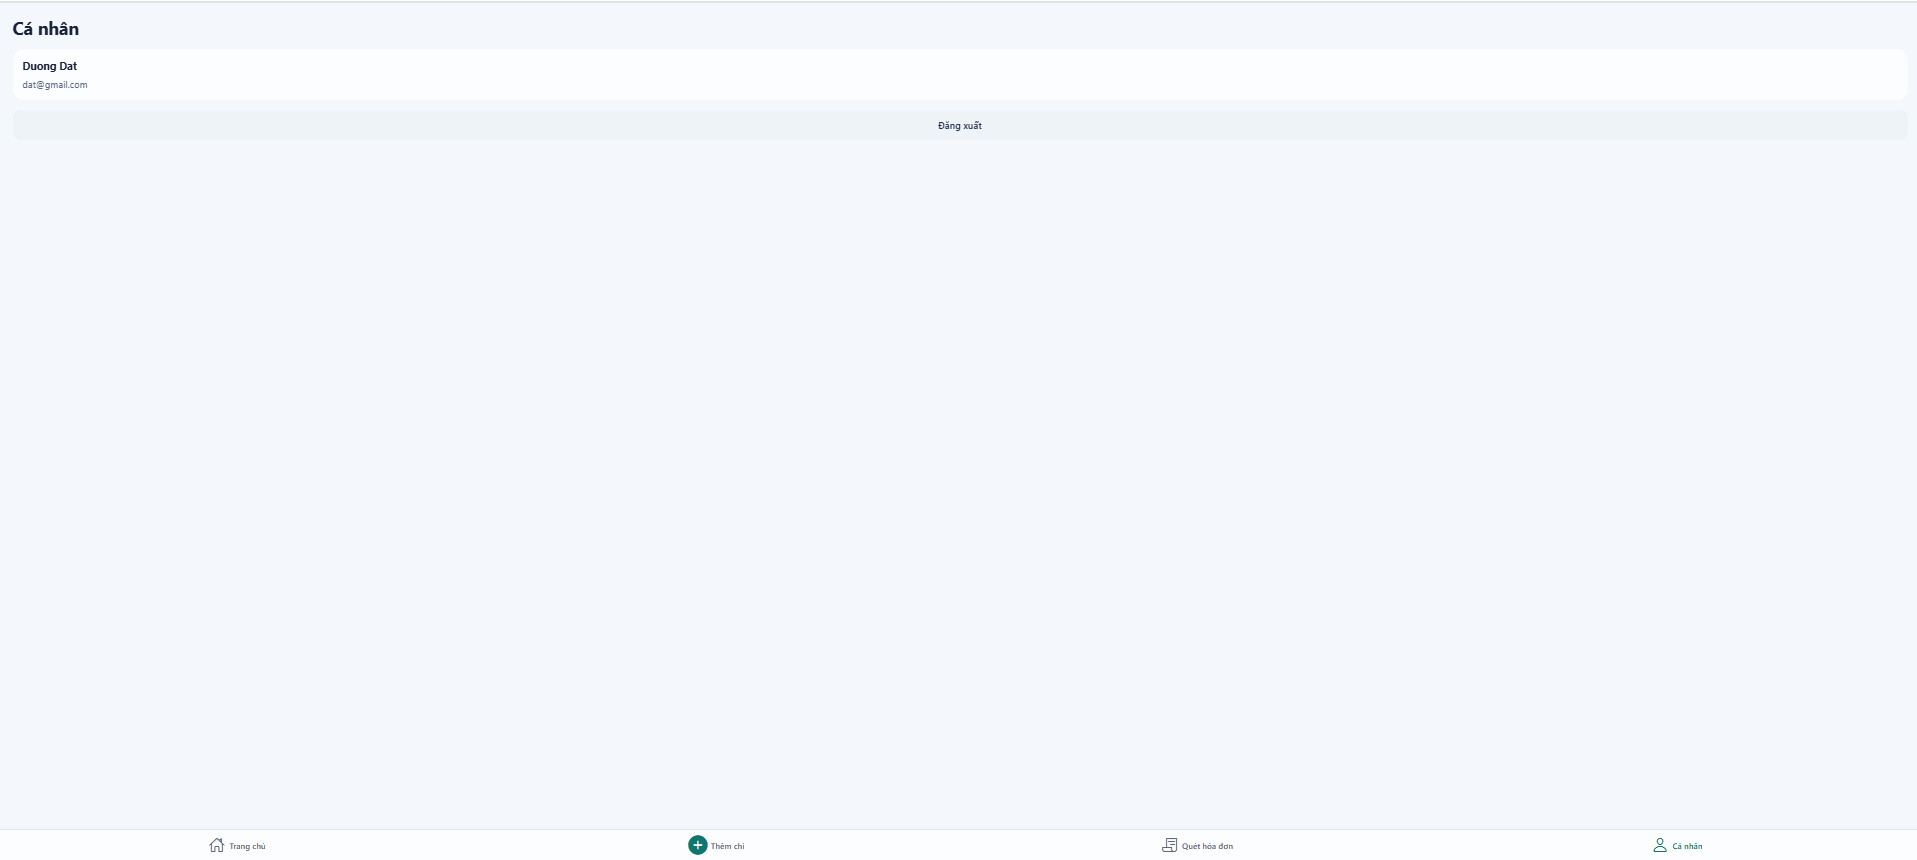 Cá nhân
Duong Dat
dat@gmail.com
Đăng xuất
Trang chủ
Thêm chi
Quét hóa đơn
Cá nhân